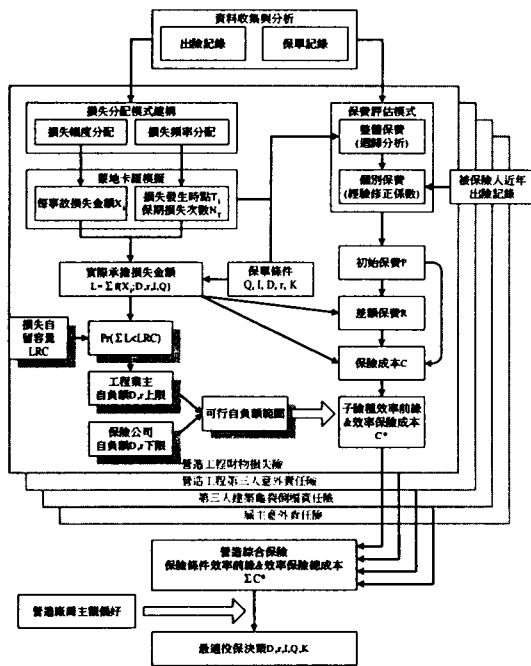 資料收集與分析
出險記錄
保單記錄
損失分配模式建構
損失幅度分配
損失頻率分配
蒙地卡羅模擬
每事故損失金額Xᵢ
損失發生時點Tᵢ
保期損失次數Nₜ
保費評估模式
整體保費
(迴歸分析)
個別保費
(經驗修正係數)
被保險人近年
出險記錄
實際承擔損失金額
L=Σf(Xᵢ;D,r,I,Q)
保單條件
Q, I, D, r, K
初始保費P
差額保費R
保險成本C
損失自
留容量
LRC
Pr(ΣL<LRC)
工程業主
自負額D,r上限
保險公司
自負額D,r下限
可行自負額範圍
子險種效率前緣
&效率保險成本
C*
營造工程財物損失險
營造工程第三人意外責任險
第三人建築龜裂倒塌責任險
雇主意外責任險
營造綜合保險
保險條件效率前緣&效率保險總成本
ΣC*
營造廠商主觀偏好
最適投保決策D,r,I,Q,K